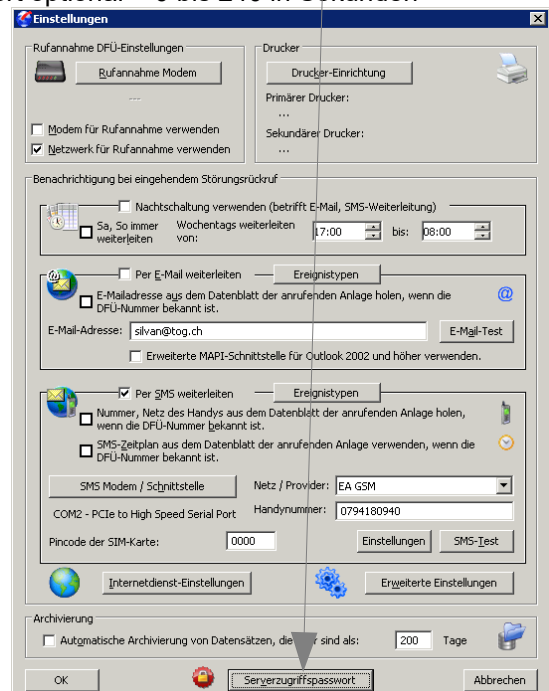 optional
0 bis 240 in Sekunden
Einstellungen
Rufannahme DFÜ-Einstellungen
Rufannahme Modem
---
Modem für Rufannahme verwenden
Netzwerk für Rufannahme verwenden
Drucker
Drucker-Einrichtung
Primärer Drucker:
...
Sekundärer Drucker:
...
Benachrichtigung bei eingehendem Störungsrückruf
Nachtschaltung verwenden (betrifft E-Mail, SMS-Weiterleitung)
Sa, So immer weiterleiten
Wochentags weiterleiten von:
17:00
bis:
08:00
Per E-Mail weiterleiten
Ereignistypen
E-Mailadresse aus dem Datenblatt der anrufenden Anlage holen, wenn die
DFÜ-Nummer bekannt ist.
@
E-Mail-Adresse:
silvan@tog.ch
E-Mail-Test
Erweiterte MAPI-Schnittstelle für Outlook 2002 und höher verwenden.
Per SMS weiterleiten
Ereignistypen
Nummer, Netz des Handys aus dem Datenblatt der anrufenden Anlage holen,
wenn die DFÜ-Nummer bekannt ist.
SMS-Zeitplan aus dem Datenblatt der anrufenden Anlage verwenden, wenn die
DFÜ-Nummer bekannt ist.
SMS Modem / Schnittstelle
Netz / Provider:
EA GSM
COM2 - PCIe to High Speed Serial Port
Handynummer:
0794180940
Pincode der SIM-Karte:
0000
Einstellungen
SMS-Test
Internetdienst-Einstellungen
Erweiterte Einstellungen
Archivierung
Automatische Archivierung von Datensätzen, die sind als:
200
Tage
OK
Serverzugriffspasswort
Abbrechen